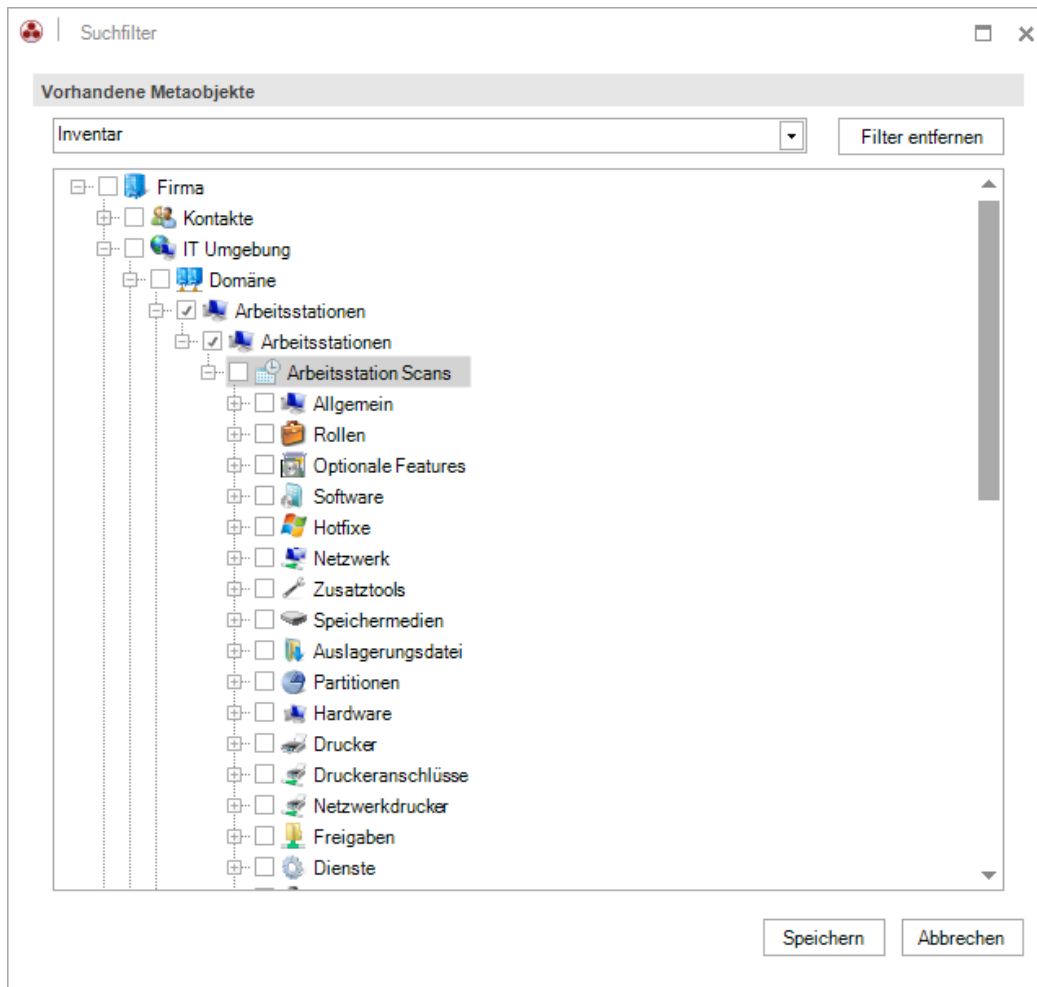 Suchfilter
Vorhandene Metaobjekte
Inventar
Filter entfernen
Firma
Kontakte
IT Umgebung
Domäne
Arbeitsstationen
Arbeitsstationen
Arbeitsstation Scans
Allgemein
Rollen
Optionale Features
Software
Hotfixe
Netzwerk
Zusatztools
Speichermedien
Auslagerungsdatei
Partitionen
Hardware
Drucker
Druckeranschlüsse
Netzwerkdrucker
Freigaben
Dienste
Speichern
Abbrechen